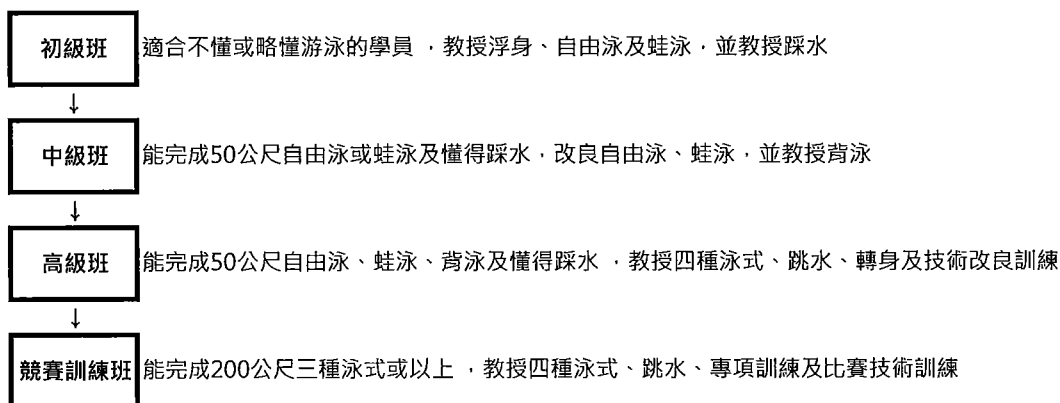 初級班 適合不懂或略懂游泳的學員，教授浮身、自由泳及蛙泳，並教授踩水
↓
中級班 能完成50公尺自由泳或蛙泳及懂得踩水，改良自由泳、蛙泳，並教授背泳
↓
高級班 能完成50公尺自由泳、蛙泳、背泳及懂得踩水，教授四種泳式、跳水、轉身及技術改良訓練
↓
競賽訓練班 能完成200公尺三種泳式或以上，教授四種泳式、跳水、專項訓練及比賽技術訓練